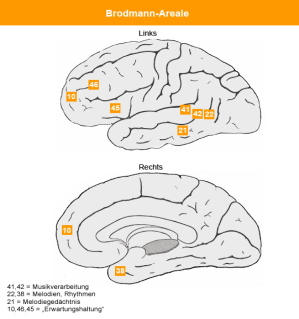 Brodmann-Areale
Links
46
10
45
41
42
22
21
Rechts
10
38
41,42 = Musikverarbeitung
22,38 = Melodien, Rhythmen
21 = Melodiegedächtnis
10,46,45 = „Erwartungshaltung"